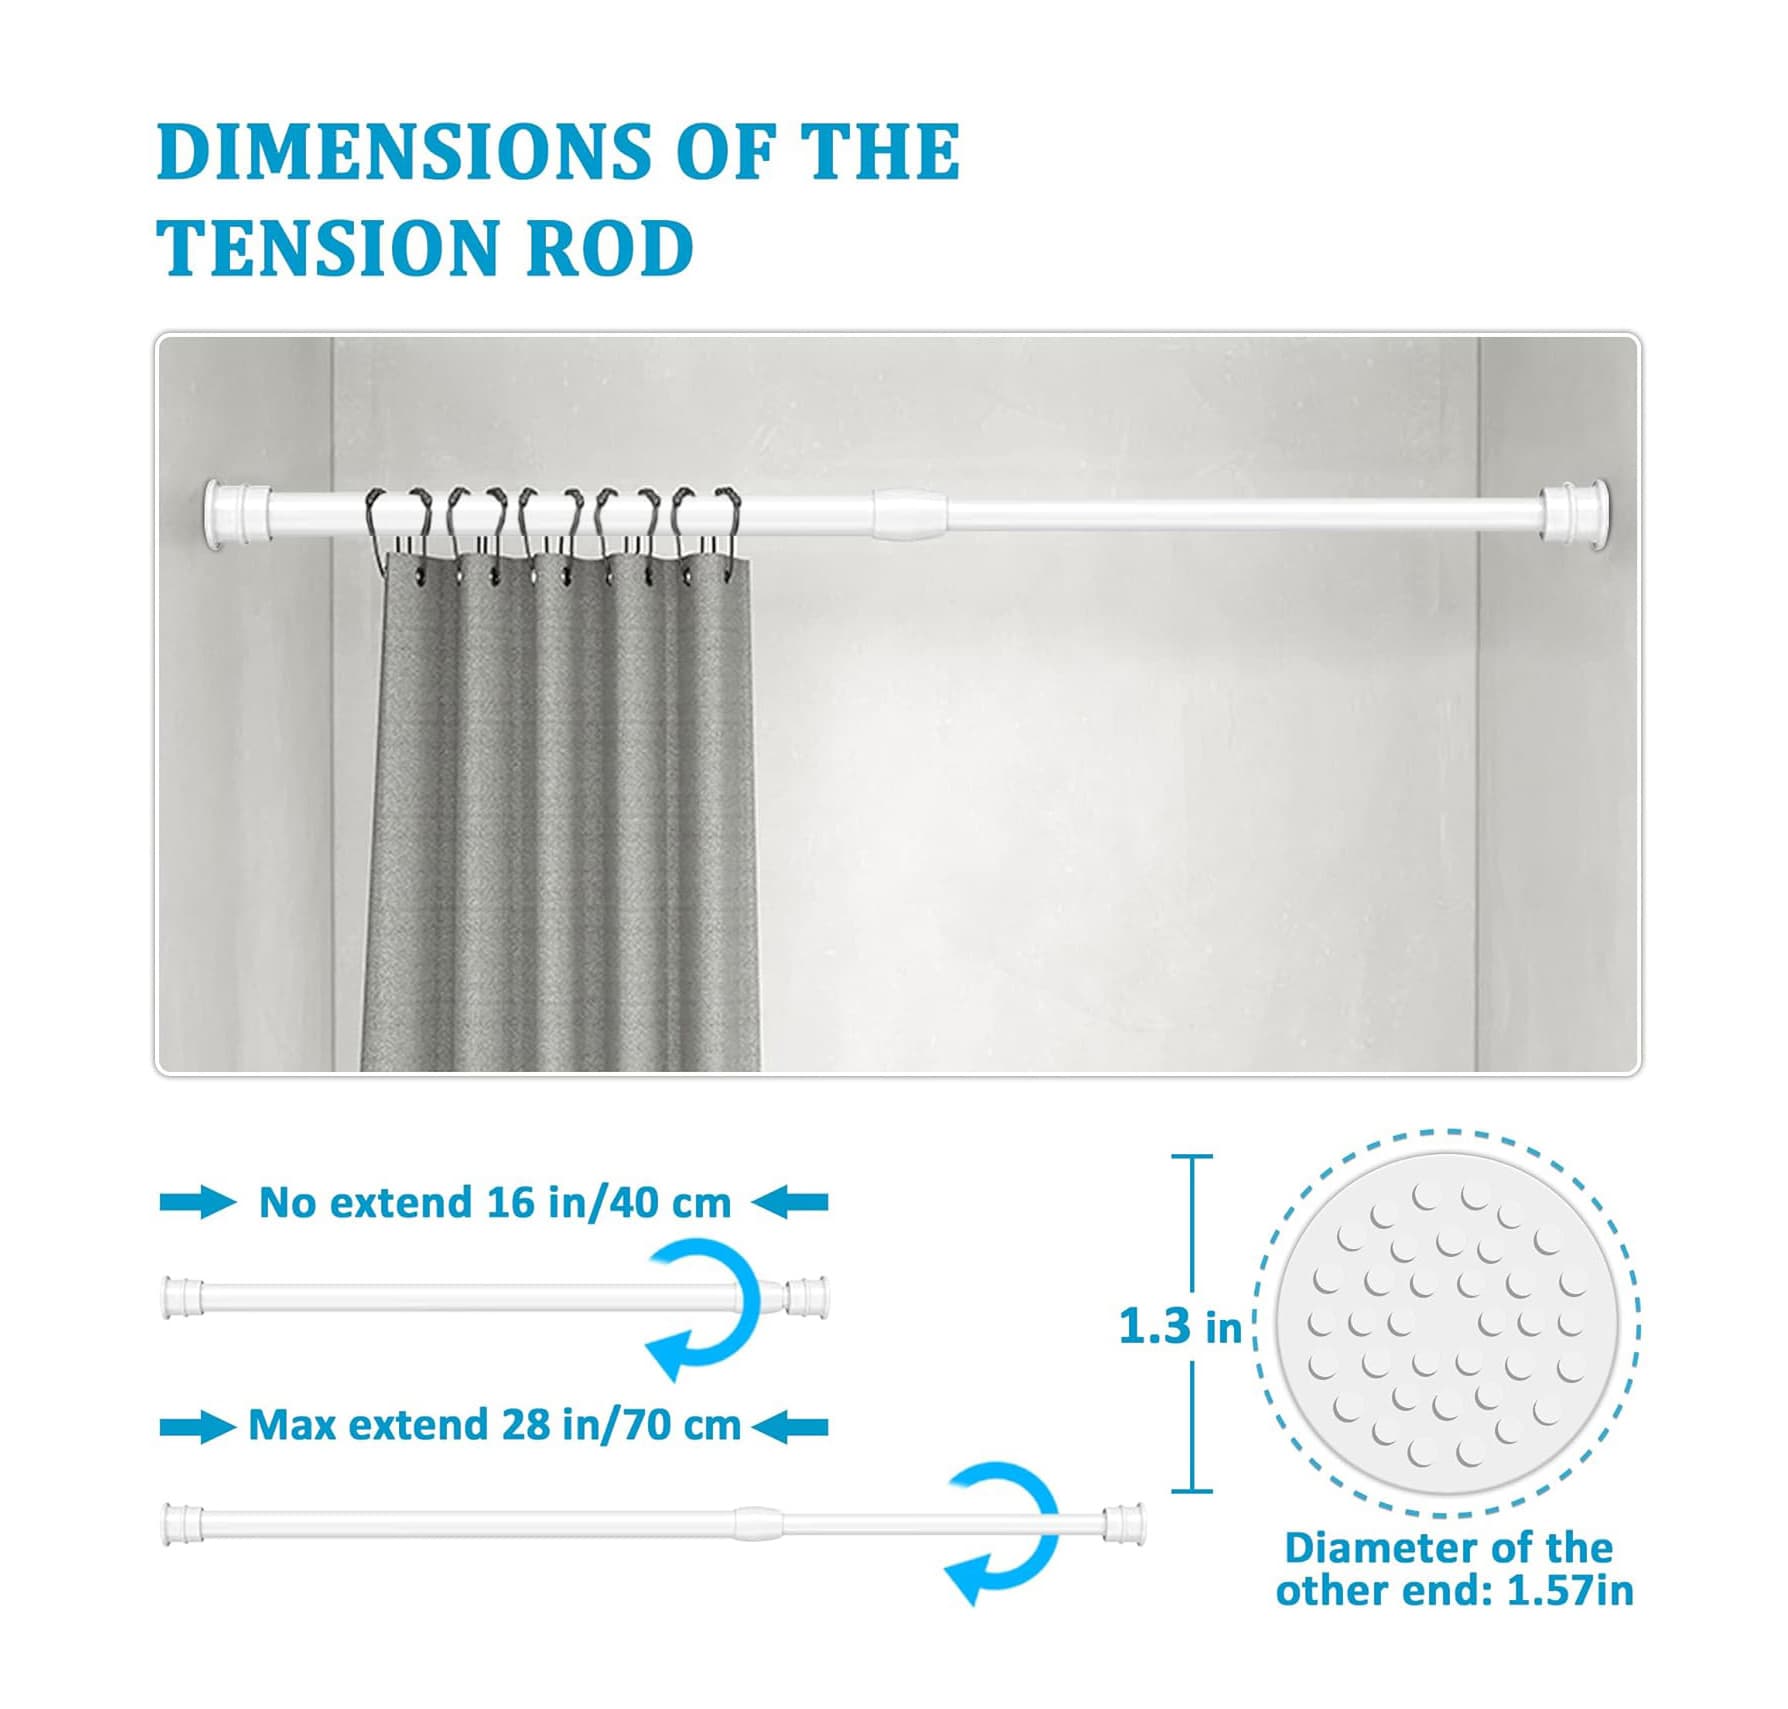 DIMENSIONS OF THE
TENSION ROD
No extend 16 in/40 cm
Max extend 28 in/70 cm
1.3 in
Diameter of the
other end: 1.57in